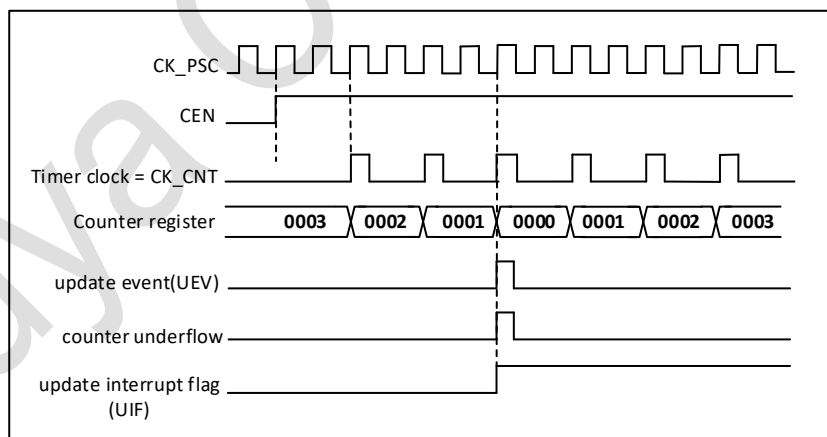 CK_PSC
CEN
Timer clock = CK_CNT
Counter register 0003 0002 0001 0000 0001 0002 0003
update event(UEV)
counter underflow
update interrupt flag
(UIF)